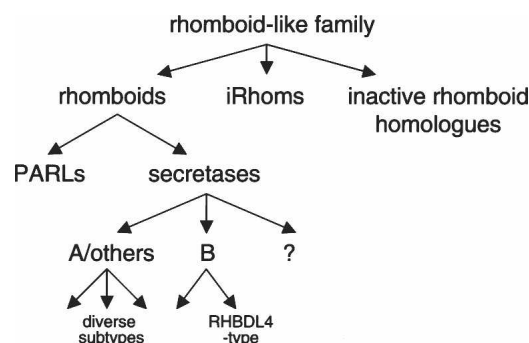 rhomboid-like family
rhomboids iRhoms inactive rhomboid
homologues
PARLs secretases
A/others B ?
diverse RHBDL4
subtypes -type